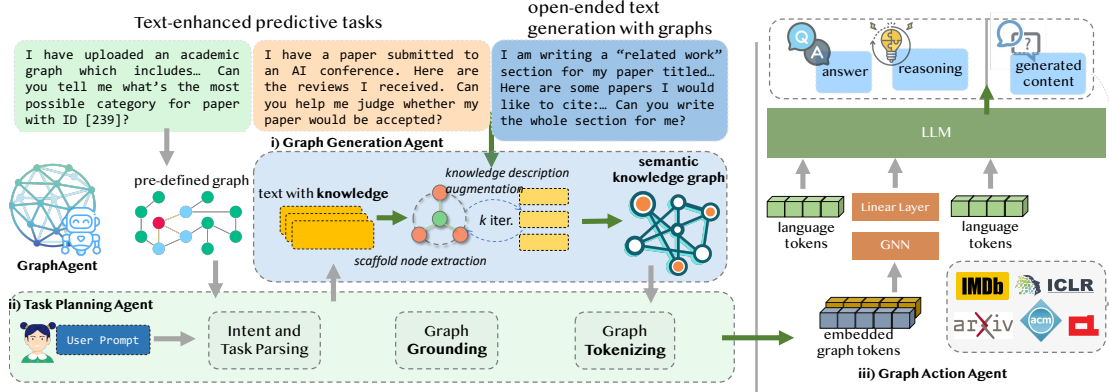 Text-enhanced predictive tasks
open-ended text
generation with graphs
I have uploaded an academic
graph which includes… Can
you tell me what's the most
possible category for paper
with ID [239]?
I have a paper submitted to
an AI conference. Here are
the reviews I received. Can
you help me judge whether my
paper would be accepted?
I am writing a "related work"
section for my paper titled…
Here are some papers I would
like to cite:… Can you write
the whole section for me?
i) Graph Generation Agent
pre-defined graph
GraphAgent
text with knowledge
knowledge description
augmentation
k iter.
scaffold node extraction
semantic
knowledge graph
ii) Task Planning Agent
User Prompt
Intent and
Task Parsing
Graph
Grounding
Graph
Tokenizing
Q
A
answer
reasoning
?
generated
content
LLM
language
tokens
Linear Layer
GNN
language
tokens
embedded
graph tokens
IMDb
ICLR
arXiv
acm
iii) Graph Action Agent